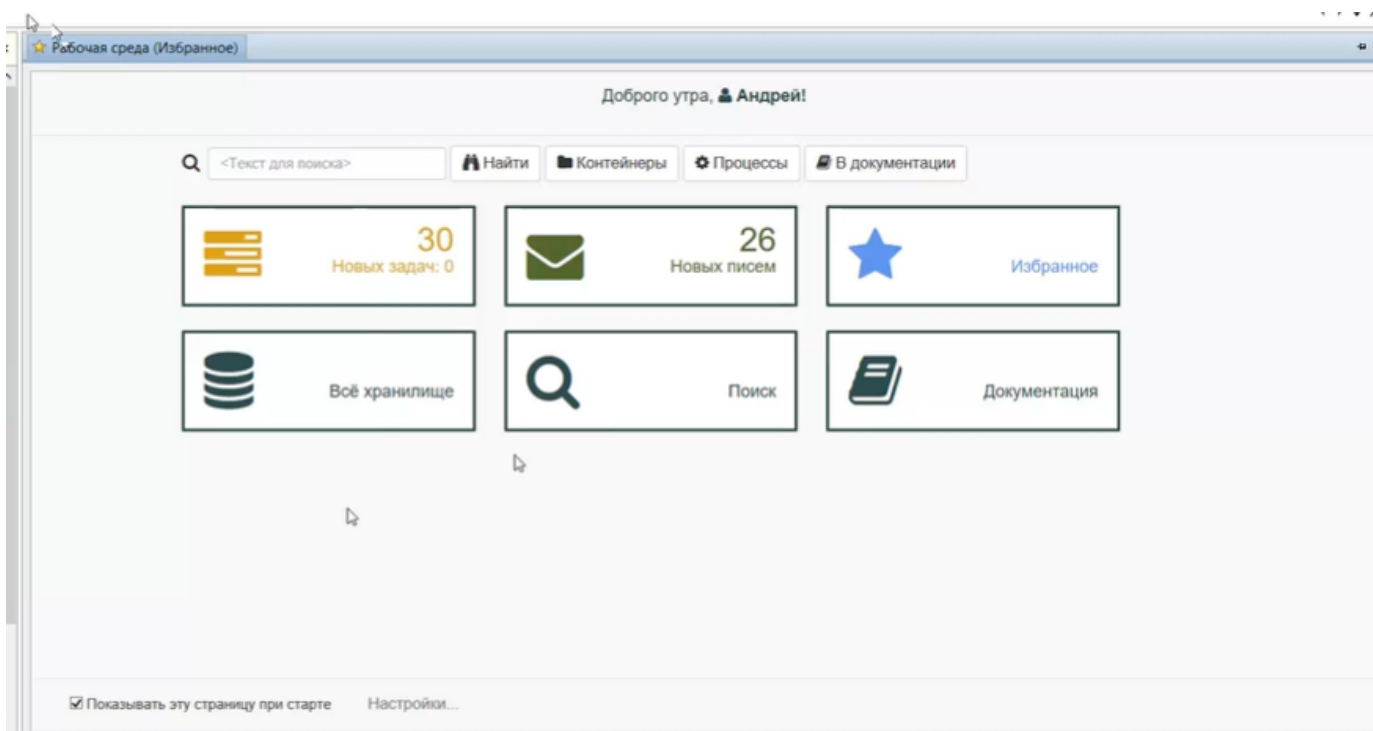 Рабочая среда (Избранное)
Доброго утра, Андрей!
<Текст для поиска> Найти Контейнеры Процессы В документации
30
Новых задач: 0
26
Новых писем
Избранное
Всё хранилище
Поиск
Документация
Показывать эту страницу при старте Настройки...